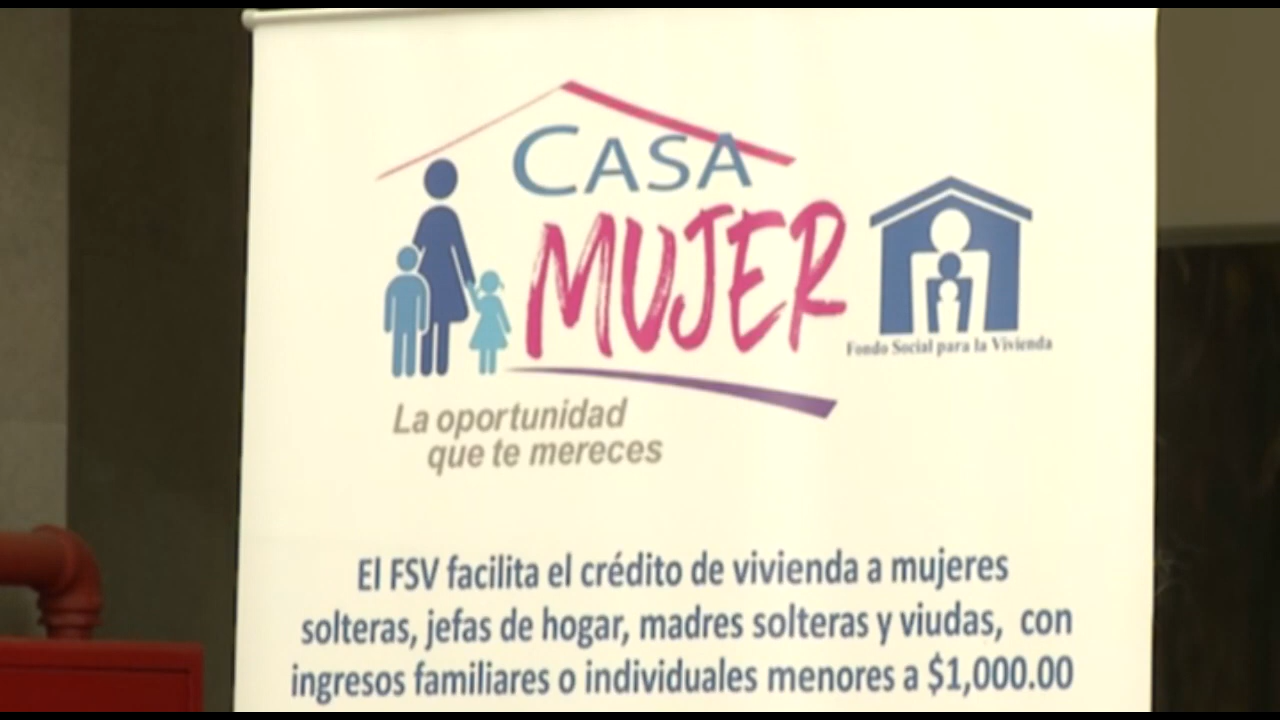 CASA
MUJER
Fondo Social para la Vivienda
La oportunidad
que te mereces
El FSV facilita el crédito de vivienda a mujeres
solteras, jefas de hogar, madres solteras y viudas, con
ingresos familiares o individuales menores a $1,000.00